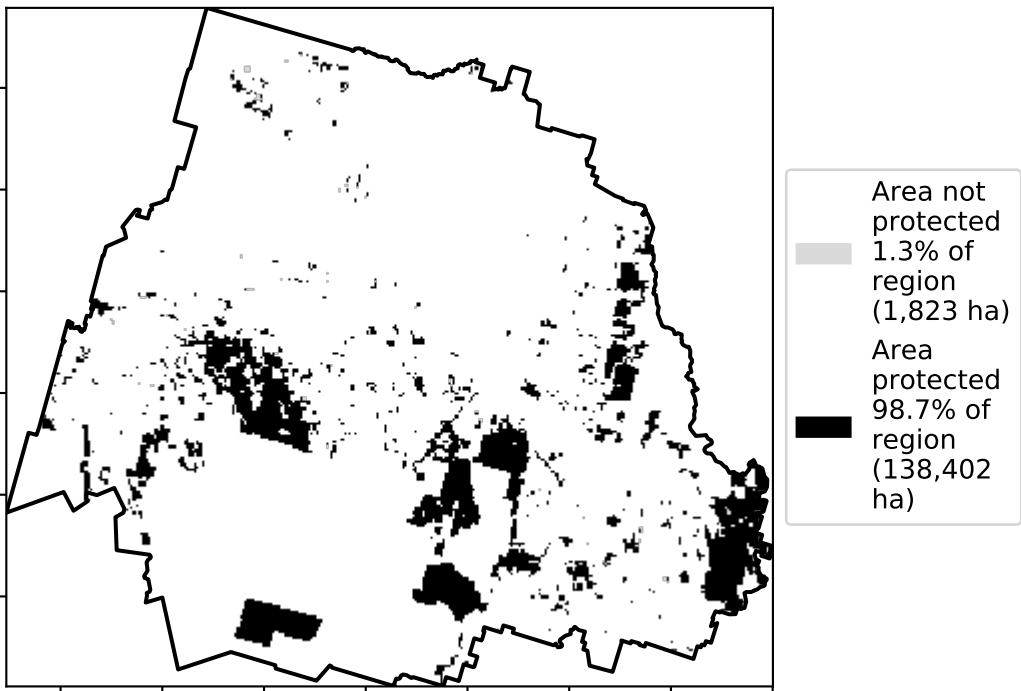 Area not
protected
1.3% of
region
(1,823 ha)
Area
protected
98.7% of
region
(138,402
ha)